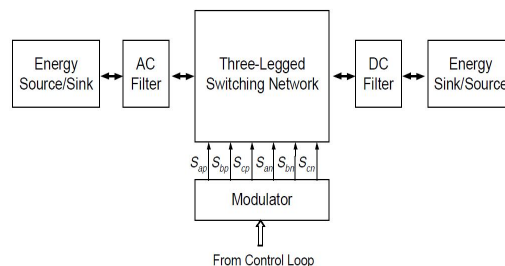 Energy
Source/Sink
AC
Filter
Three-Legged
Switching Network
DC
Filter
Energy
Sink/Source
Sap Sbp Scp San Sbn Scn
Modulator
From Control Loop